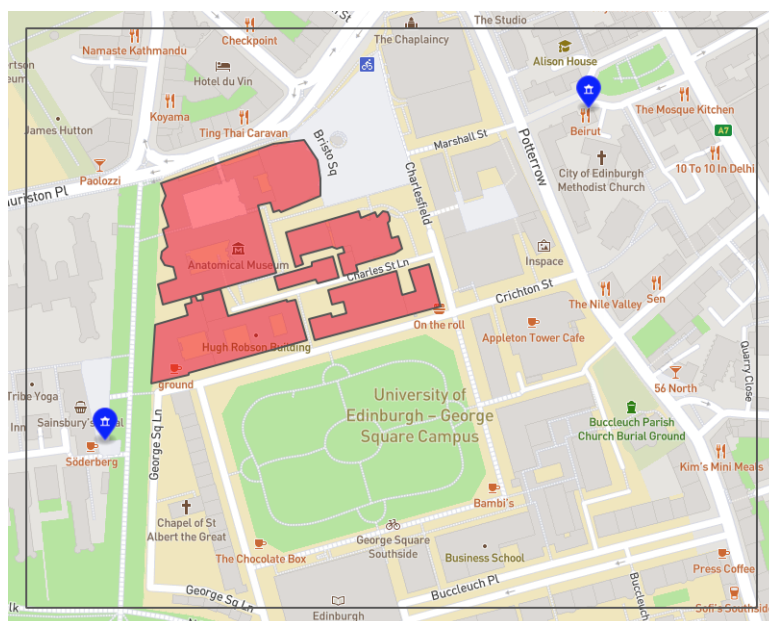 The Studio
Checkpoint
The Chaplaincy
Namaste Kathmandu
Alison House
Hotel du Vin
Koyama
The Mosque Kitchen
Beirut
James Hutton
Ting Thai Caravan
Bristo Sq
Marshall St
Potterrow
A7
Paolozzi
City of Edinburgh
Methodist Church
10 To 10 In Delhi
Charlesfield
Anatomical Museum
Inspace
Charles St Ln
Crichton St
The Nile Valley
Sen
On the roll
Hugh Robson Building
Appleton Tower Cafe
ground
56 North
Quarry Close
Tribe Yoga
University of
Edinburgh – George
Square Campus
Buccleuch Parish
Church Burial Ground
Inn
Söderberg
George Sq Ln
Kim's Mini Meals
Bambi's
Chapel of St
Albert the Great
George Square
Southside
The Chocolate Box
Business School
Press Coffee
Buccleuch Pl
George Sq Ln
Buccleuch
Edinburgh
Sofi's Southside